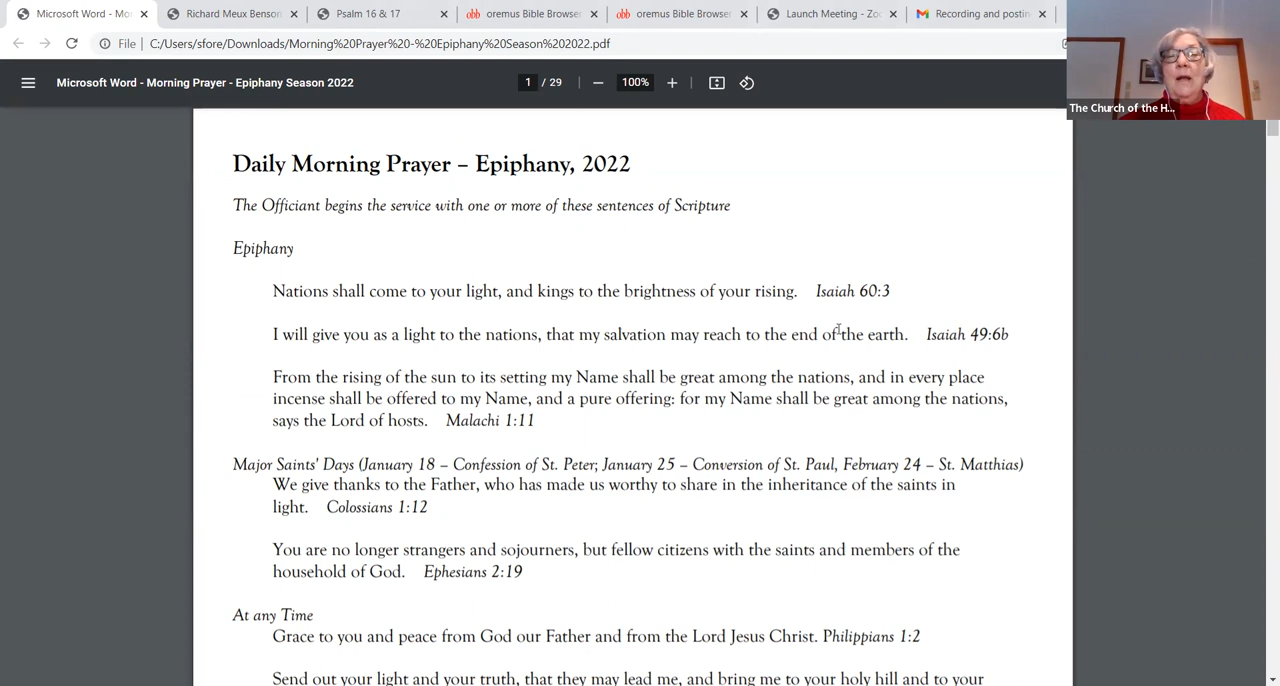 Microsoft Word - Mor
Richard Meux Benson
Psalm 16 & 17
oremus Bible Browser
oremus Bible Browser
Launch Meeting - Zoo
Recording and postin
File | C:/Users/sfore/Downloads/Morning%20Prayer%20-%20Epiphany%20Season%202022.pdf
Microsoft Word - Morning Prayer - Epiphany Season 2022
1 / 29
100%
The Church of the H...
Daily Morning Prayer – Epiphany, 2022
The Officiant begins the service with one or more of these sentences of Scripture
Epiphany
Nations shall come to your light, and kings to the brightness of your rising. Isaiah 60:3
I will give you as a light to the nations, that my salvation may reach to the end of the earth. Isaiah 49:6b
From the rising of the sun to its setting my Name shall be great among the nations, and in every place
incense shall be offered to my Name, and a pure offering: for my Name shall be great among the nations,
says the Lord of hosts. Malachi 1:11
Major Saints' Days (January 18 – Confession of St. Peter; January 25 – Conversion of St. Paul, February 24 – St. Matthias)
We give thanks to the Father, who has made us worthy to share in the inheritance of the saints in
light. Colossians 1:12
You are no longer strangers and sojourners, but fellow citizens with the saints and members of the
household of God. Ephesians 2:19
At any Time
Grace to you and peace from God our Father and from the Lord Jesus Christ. Philippians 1:2
Send out your light and your truth, that they may lead me, and bring me to your holy hill and to your